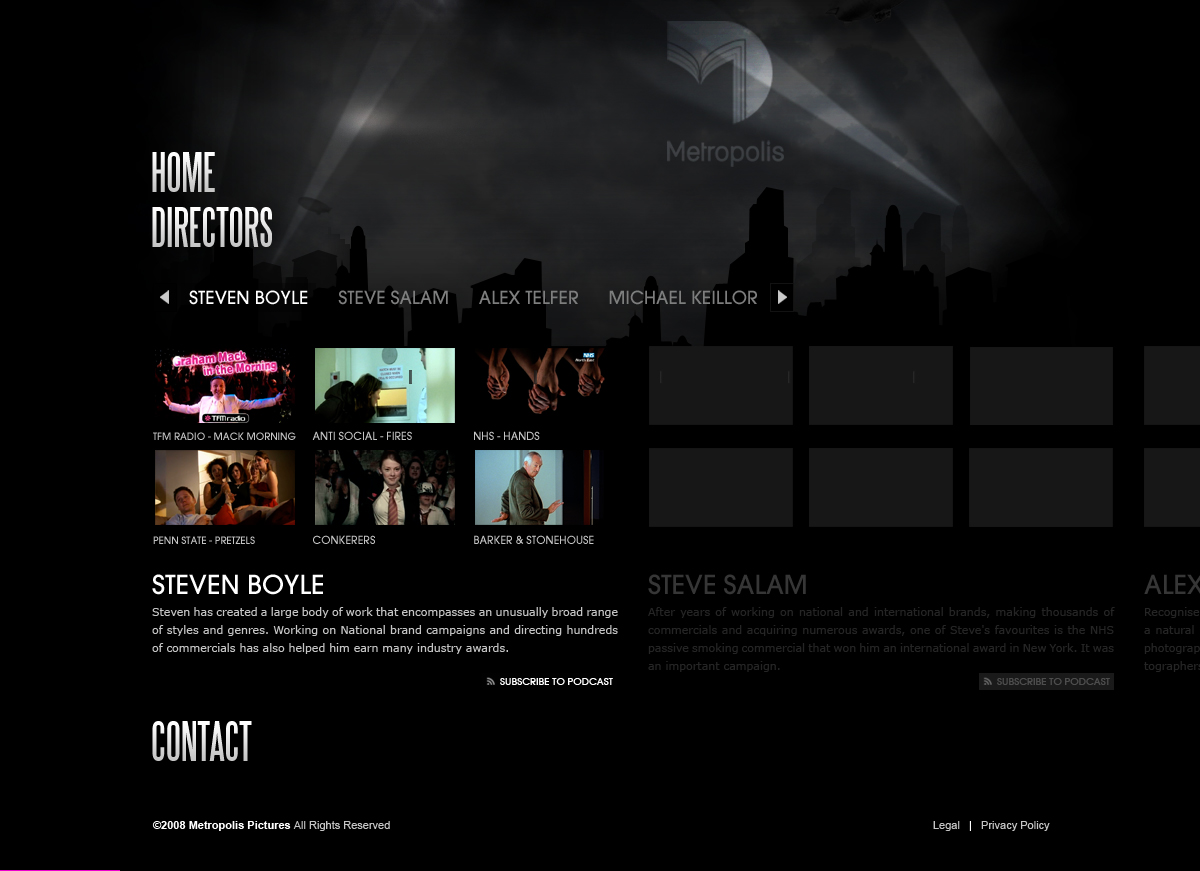 Metropolis
HOME
DIRECTORS
STEVEN BOYLE STEVE SALAM ALEX TELFER MICHAEL KEILLOR
Graham Mack
in the Morning
TFM radio
NHS
North East
TFM RADIO - MACK MORNING ANTI SOCIAL - FIRES NHS - HANDS
PENN STATE - PRETZELS CONKERERS BARKER & STONEHOUSE
STEVEN BOYLE
Steven has created a large body of work that encompasses an unusually broad range
of styles and genres. Working on National brand campaigns and directing hundreds
of commercials has also helped him earn many industry awards.
SUBSCRIBE TO PODCAST
STEVE SALAM
After years of working on national and international brands, making thousands of
commercials and acquiring numerous awards, one of Steve's favourites is the NHS
passive smoking commercial that won him an international award in New York. It was
an important campaign.
SUBSCRIBE TO PODCAST
ALEX
Recognise
a natural
photograp
tographers
CONTACT
©2008 Metropolis Pictures All Rights Reserved
Legal | Privacy Policy